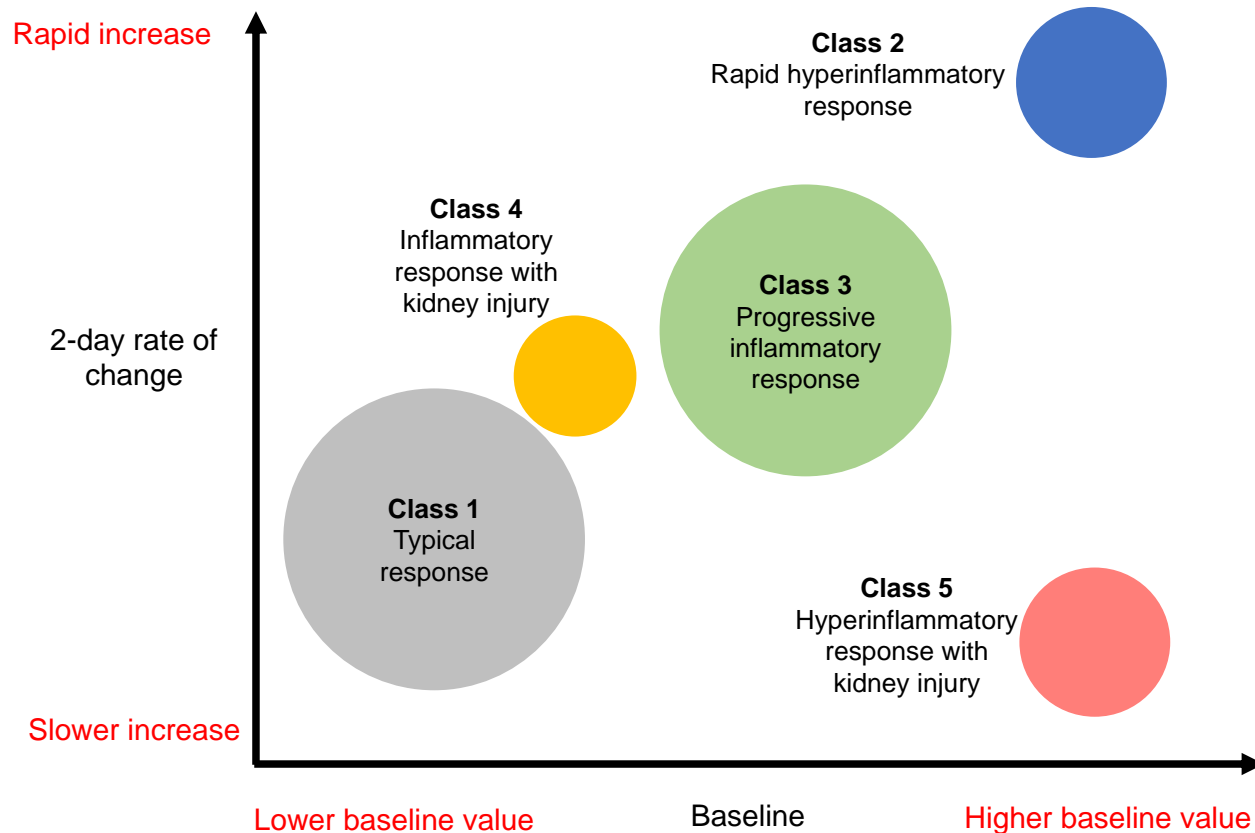 Rapid increase
Class 2
Rapid hyperinflammatory
response
Class 4
Inflammatory
response with
kidney injury
Class 3
Progressive
inflammatory
response
2-day rate of
change
Class 1
Typical
response
Class 5
Hyperinflammatory
response with
kidney injury
Slower increase
Lower baseline value
Baseline
Higher baseline value